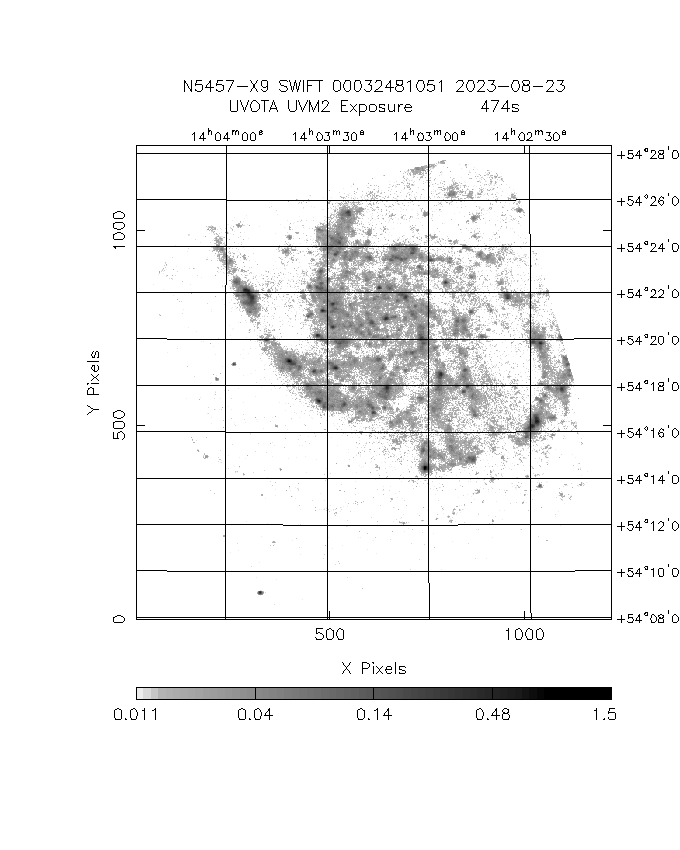 N5457-X9 SWIFT 00032481051 2023-08-23
UVOTA UVM2 Exposure 474s
14ʰ04ᵐ00ˢ 14ʰ03ᵐ30ˢ 14ʰ03ᵐ00ˢ 14ʰ02ᵐ30ˢ
+54°28'0
+54°26'0
+54°24'0
+54°22'0
+54°20'0
+54°18'0
+54°16'0
+54°14'0
+54°12'0
+54°10'0
+54°08'0
1000
500
0
Y Pixels
500 1000
X Pixels
0.011 0.04 0.14 0.48 1.5